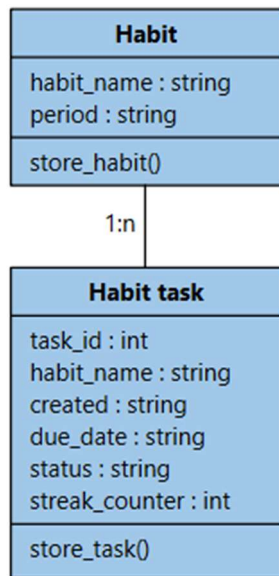 Habit
habit_name : string
period : string
store_habit()
1:n
Habit task
task_id : int
habit_name : string
created : string
due_date : string
status : string
streak_counter : int
store_task()